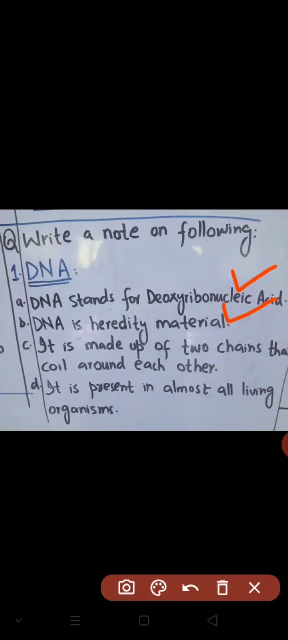 Q Write a note on following:
1. DNA:
a. DNA stands for Deoxyribonucleic Acid.
b. DNA is heredity material.
c. It is made up of two chains tha
coil around each other.
d. It is present in almost all living
organisms.